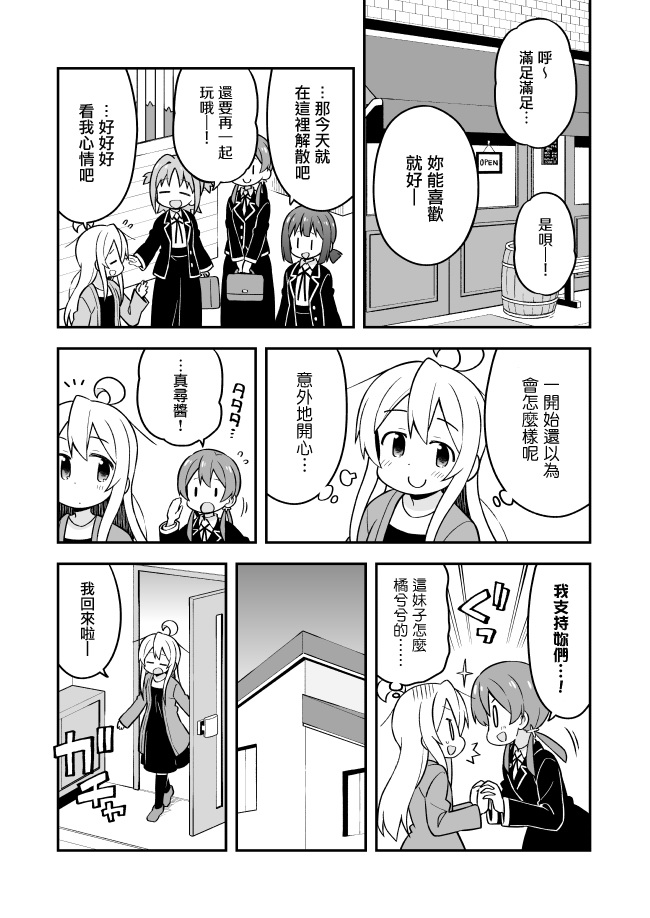 呼～
滿足滿足…
OPEN
妳能喜歡
就好—
是唄—！
…那今天就
在這裡解散吧
還要再一起
玩哦—！
…好好好
看我心情吧
一開始還以為
會怎麼樣呢
意外地開心…
タタタ…
…真尋醬！
我支持妳們…！
ぐっ
這妹子怎麼
橘兮兮的……
我回來啦—
ガチャ